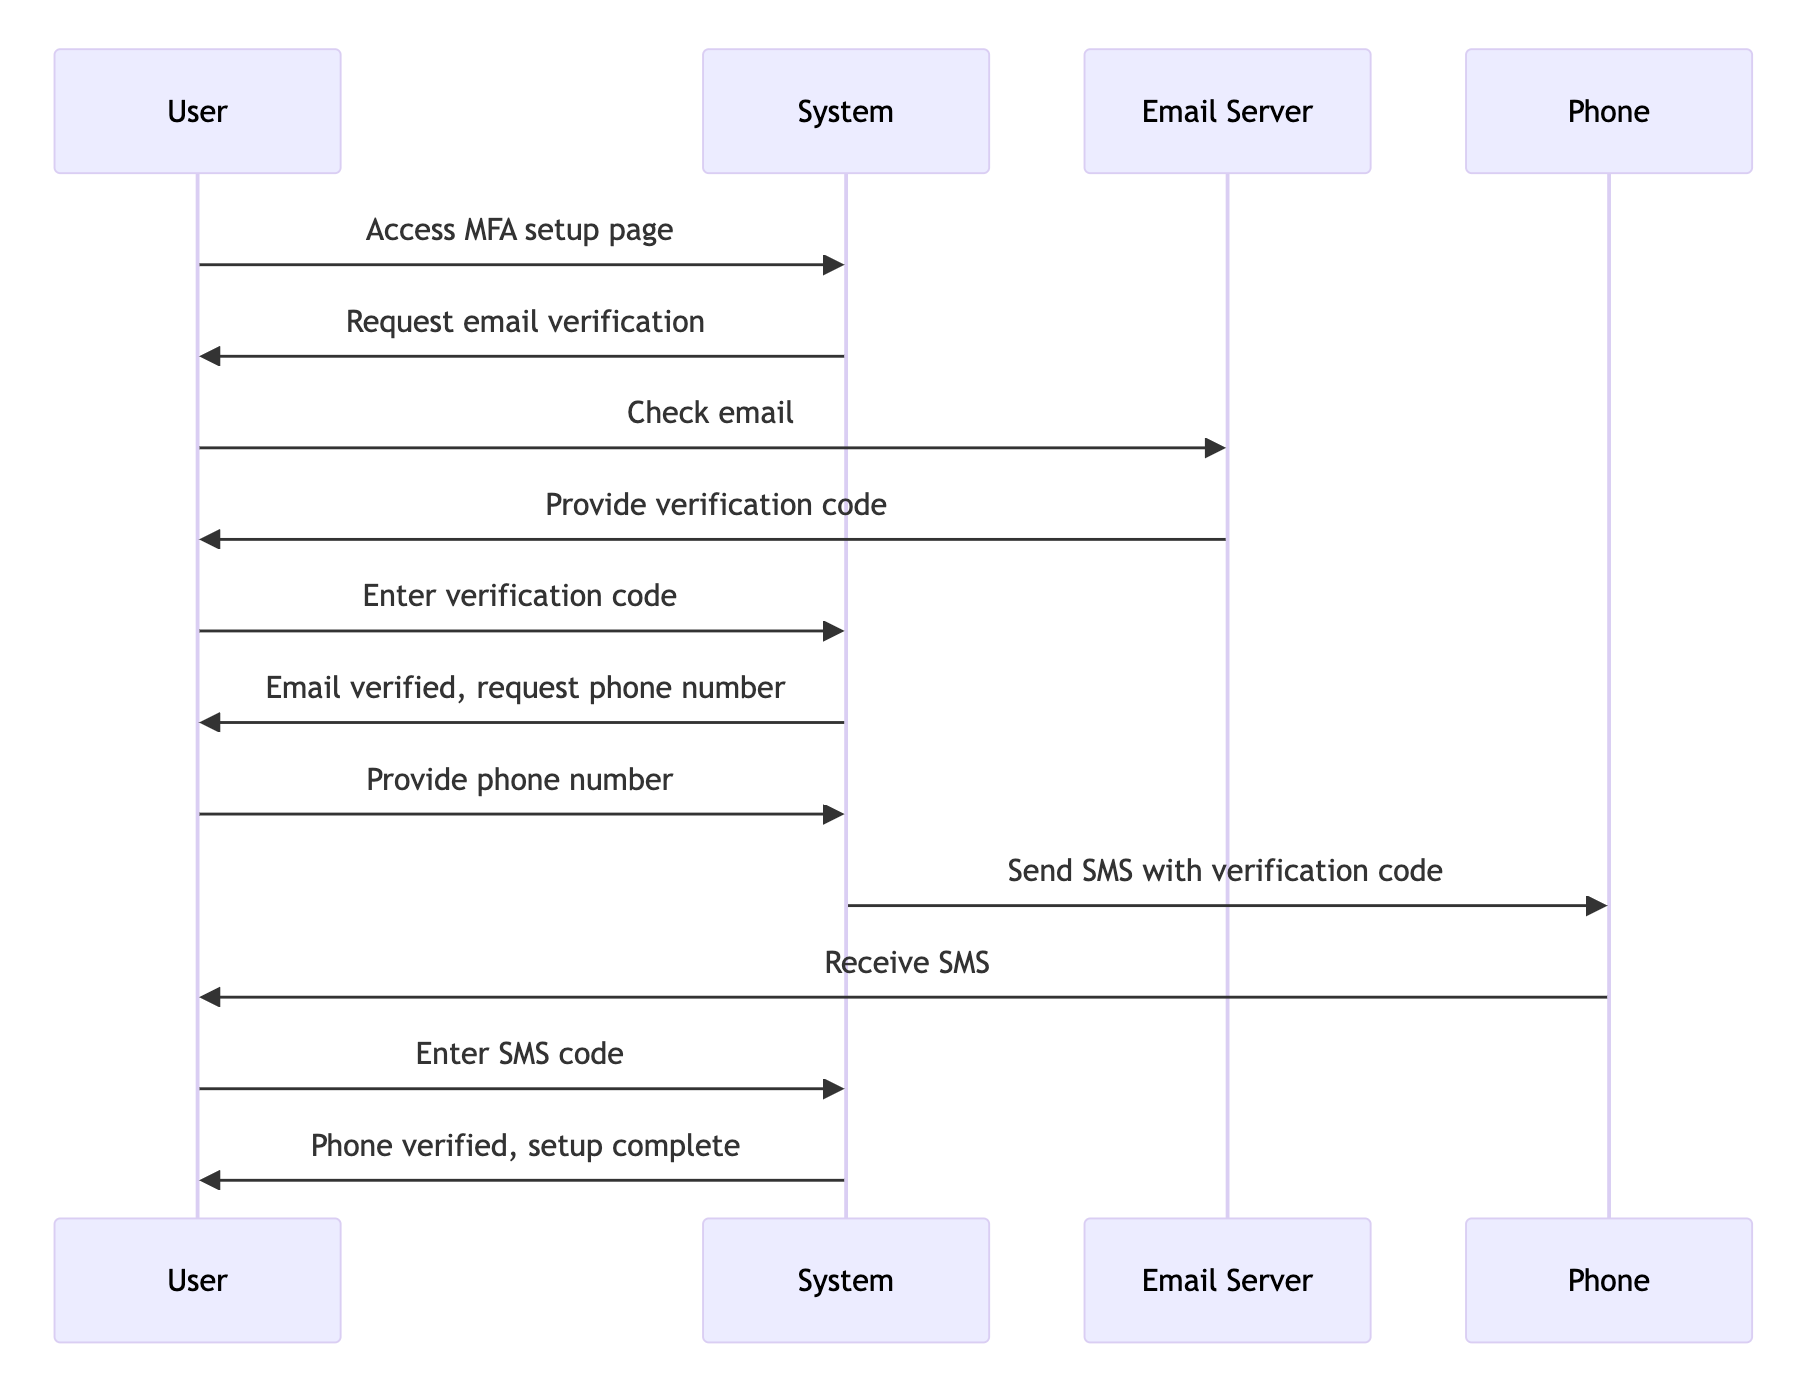 User
System
Email Server
Phone
Access MFA setup page
Request email verification
Check email
Provide verification code
Enter verification code
Email verified, request phone number
Provide phone number
Send SMS with verification code
Receive SMS
Enter SMS code
Phone verified, setup complete
User
System
Email Server
Phone